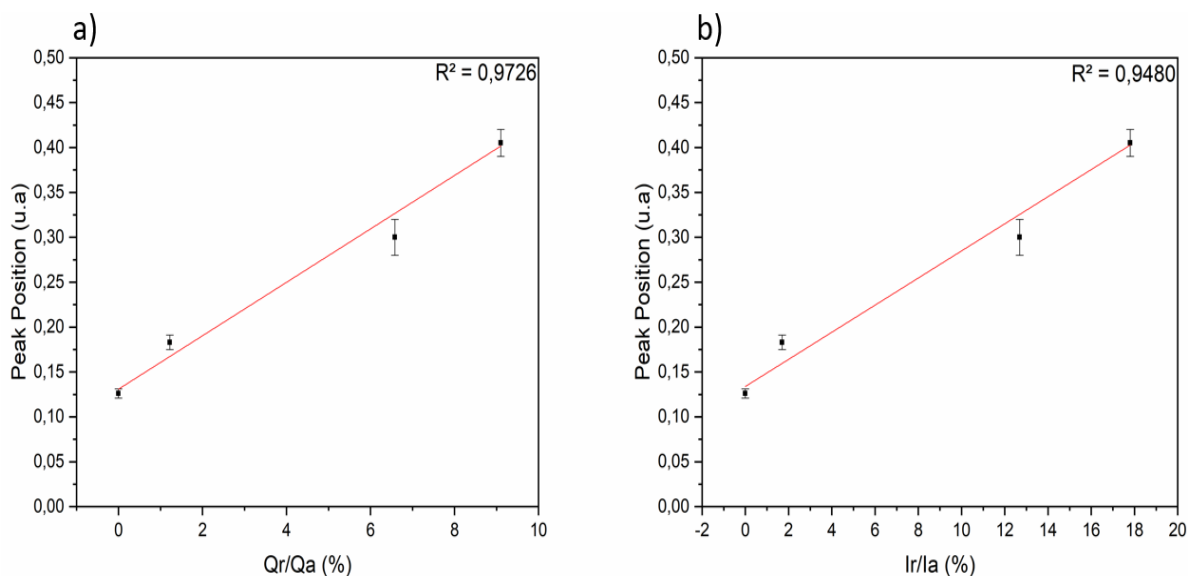 a)
R² = 0,9726
0,50
0,45
0,40
0,35
0,30
0,25
0,20
0,15
0,10
0,05
0,00
Peak Position (u.a)
0 2 4 6 8 10
Qr/Qa (%)
b)
R² = 0,9480
0,50
0,45
0,40
0,35
0,30
0,25
0,20
0,15
0,10
0,05
0,00
Peak Position (u.a)
-2 0 2 4 6 8 10 12 14 16 18 20
Ir/Ia (%)